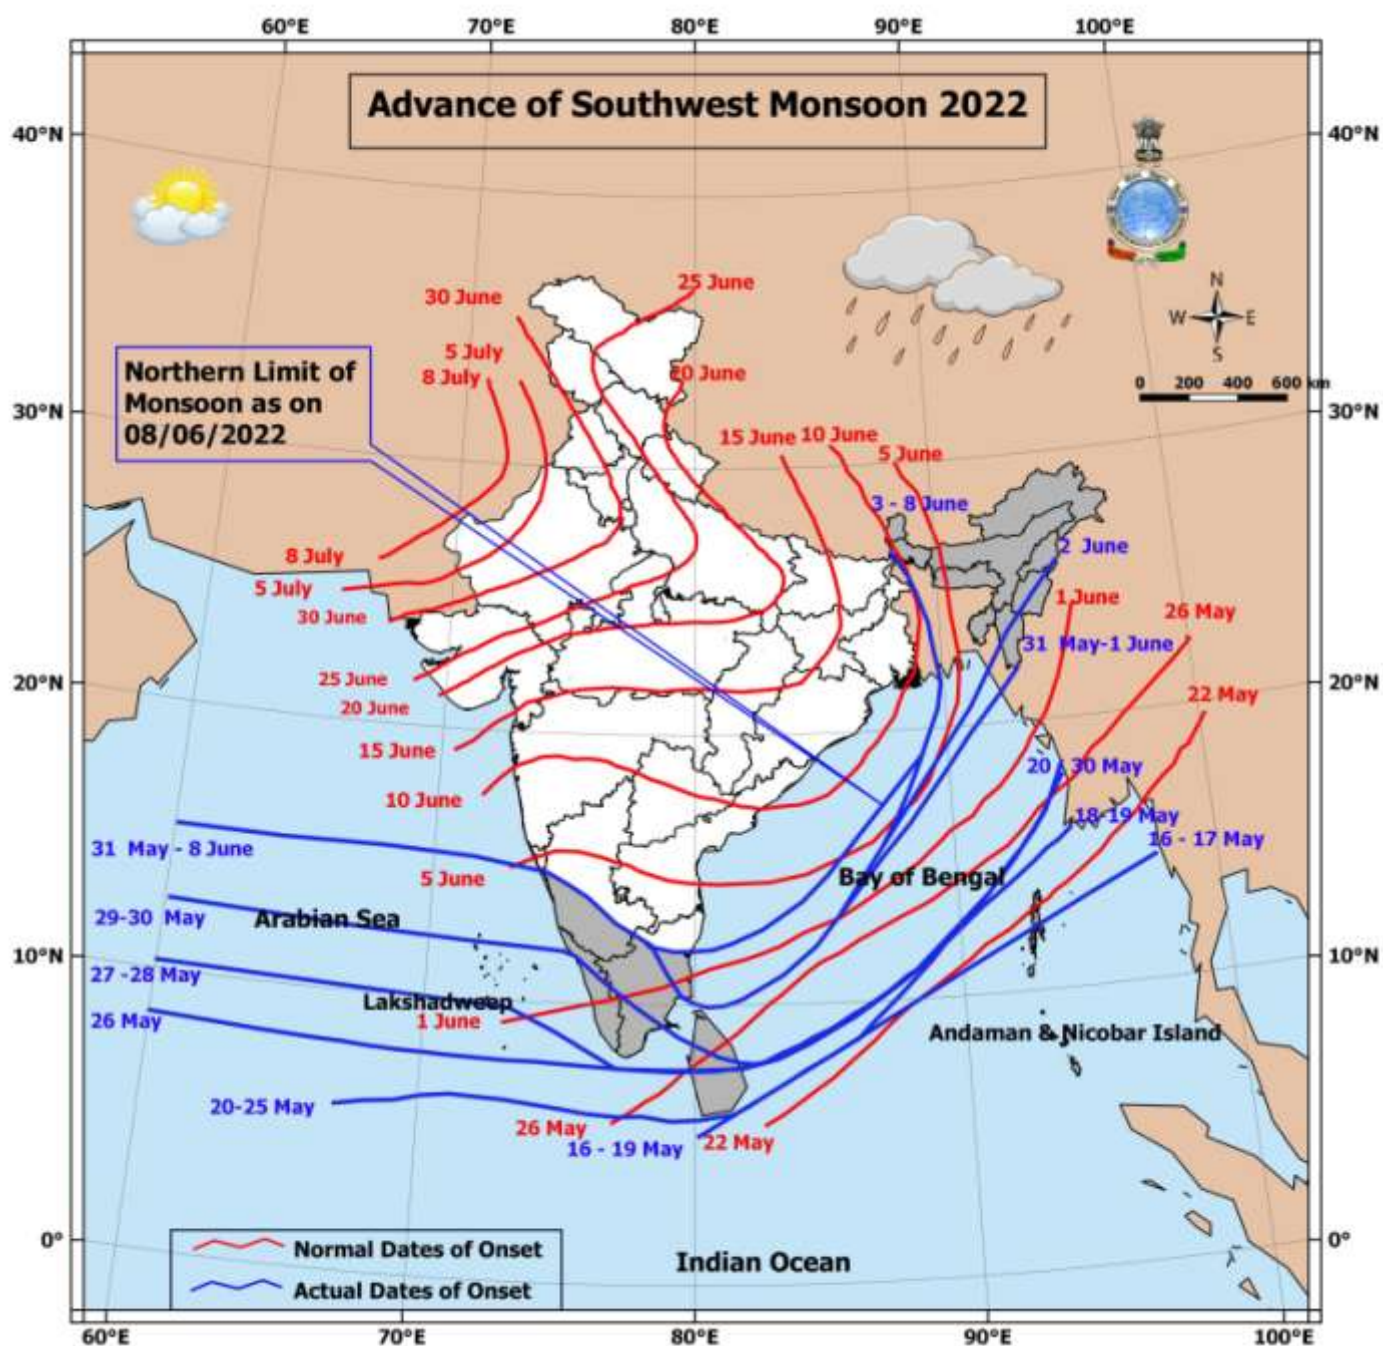 60°E 70°E 80°E 90°E 100°E
Advance of Southwest Monsoon 2022
40°N 40°N
N
W E
S
25 June
30 June
5 July
8 July
20 June
Northern Limit of
Monsoon as on
08/06/2022
0 200 400 600 km
30°N 30°N
15 June 10 June
5 June
3 - 8 June
2 June
8 July
5 July
30 June
1 June
26 May
31 May-1 June
25 June
20°N 20°N
22 May
20 June
15 June
20 - 30 May
10 June
18-19 May
16 - 17 May
31 May - 8 June
5 June
Bay of Bengal
29-30 May
Arabian Sea
10°N 10°N
27 -28 May
Lakshadweep
26 May
1 June
Andaman & Nicobar Island
20-25 May
26 May
16 - 19 May
22 May
0° 0°
Normal Dates of Onset
Actual Dates of Onset
Indian Ocean
60°E 70°E 80°E 90°E 100°E